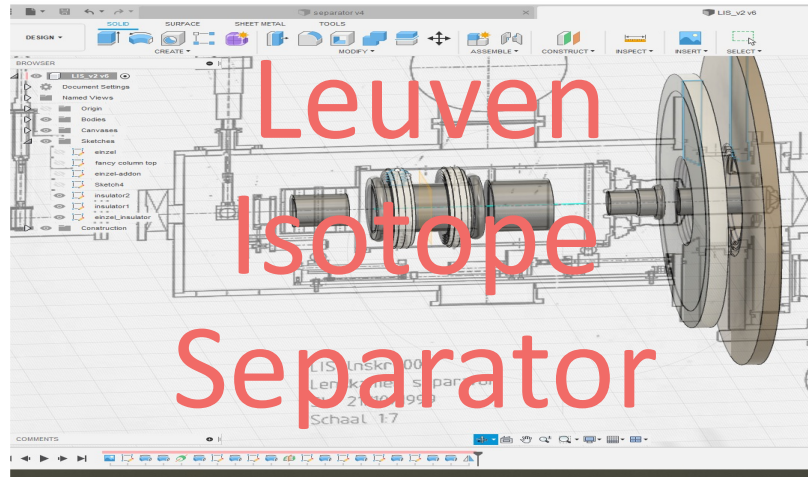 separator v4
LIS_v2 v6
SOLID SURFACE SHEET METAL TOOLS
DESIGN
CREATE MODIFY ASSEMBLE CONSTRUCT INSPECT INSERT SELECT
BROWSER
LIS_v2 v6
Document Settings
Named Views
Origin
Bodies
Canvases
Sketches
einzel
fancy column top
einzel-addon
Sketch4
insulator2
insulator1
einzel_insulator
Construction
Leuven
Isotope
Separator
Schaal 1:7
COMMENTS